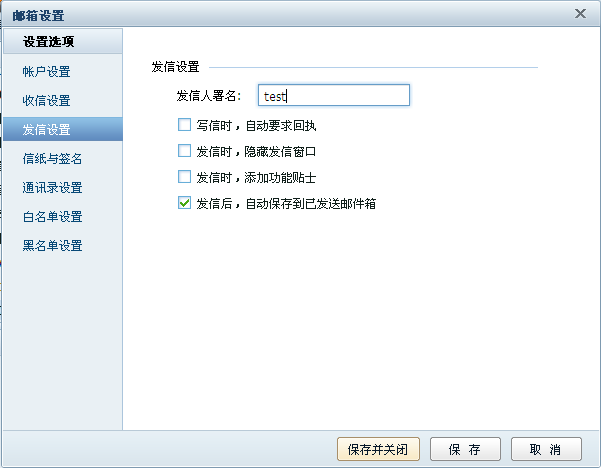 邮箱设置
设置选项
帐户设置
收信设置
发信设置
信纸与签名
通讯录设置
白名单设置
黑名单设置
发信设置
发信人署名:
test
写信时，自动要求回执
发信时，隐藏发信窗口
发信时，添加功能贴士
发信后，自动保存到已发送邮件箱
保存并关闭
保 存
取 消